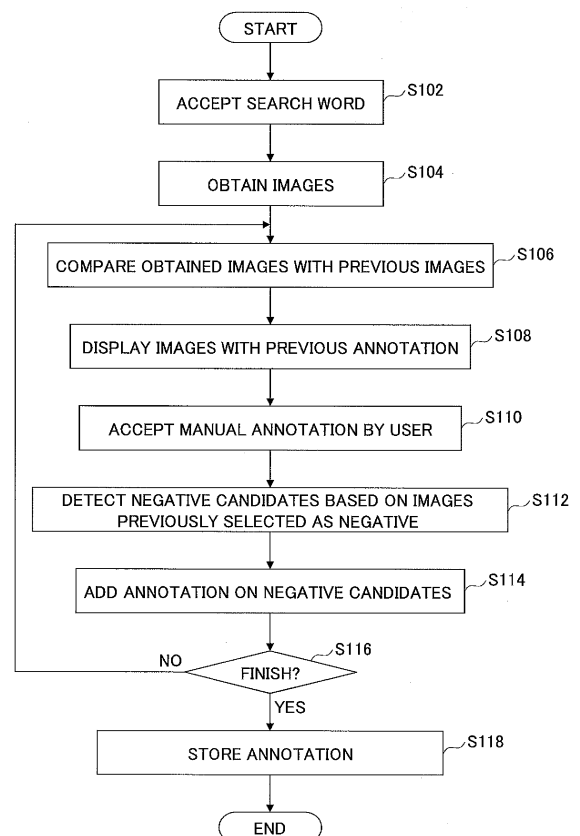 START
ACCEPT SEARCH WORD
S102
OBTAIN IMAGES
S104
COMPARE OBTAINED IMAGES WITH PREVIOUS IMAGES
S106
DISPLAY IMAGES WITH PREVIOUS ANNOTATION
S108
ACCEPT MANUAL ANNOTATION BY USER
S110
DETECT NEGATIVE CANDIDATES BASED ON IMAGES
PREVIOUSLY SELECTED AS NEGATIVE
S112
ADD ANNOTATION ON NEGATIVE CANDIDATES
S114
S116
NO
FINISH?
YES
STORE ANNOTATION
S118
END